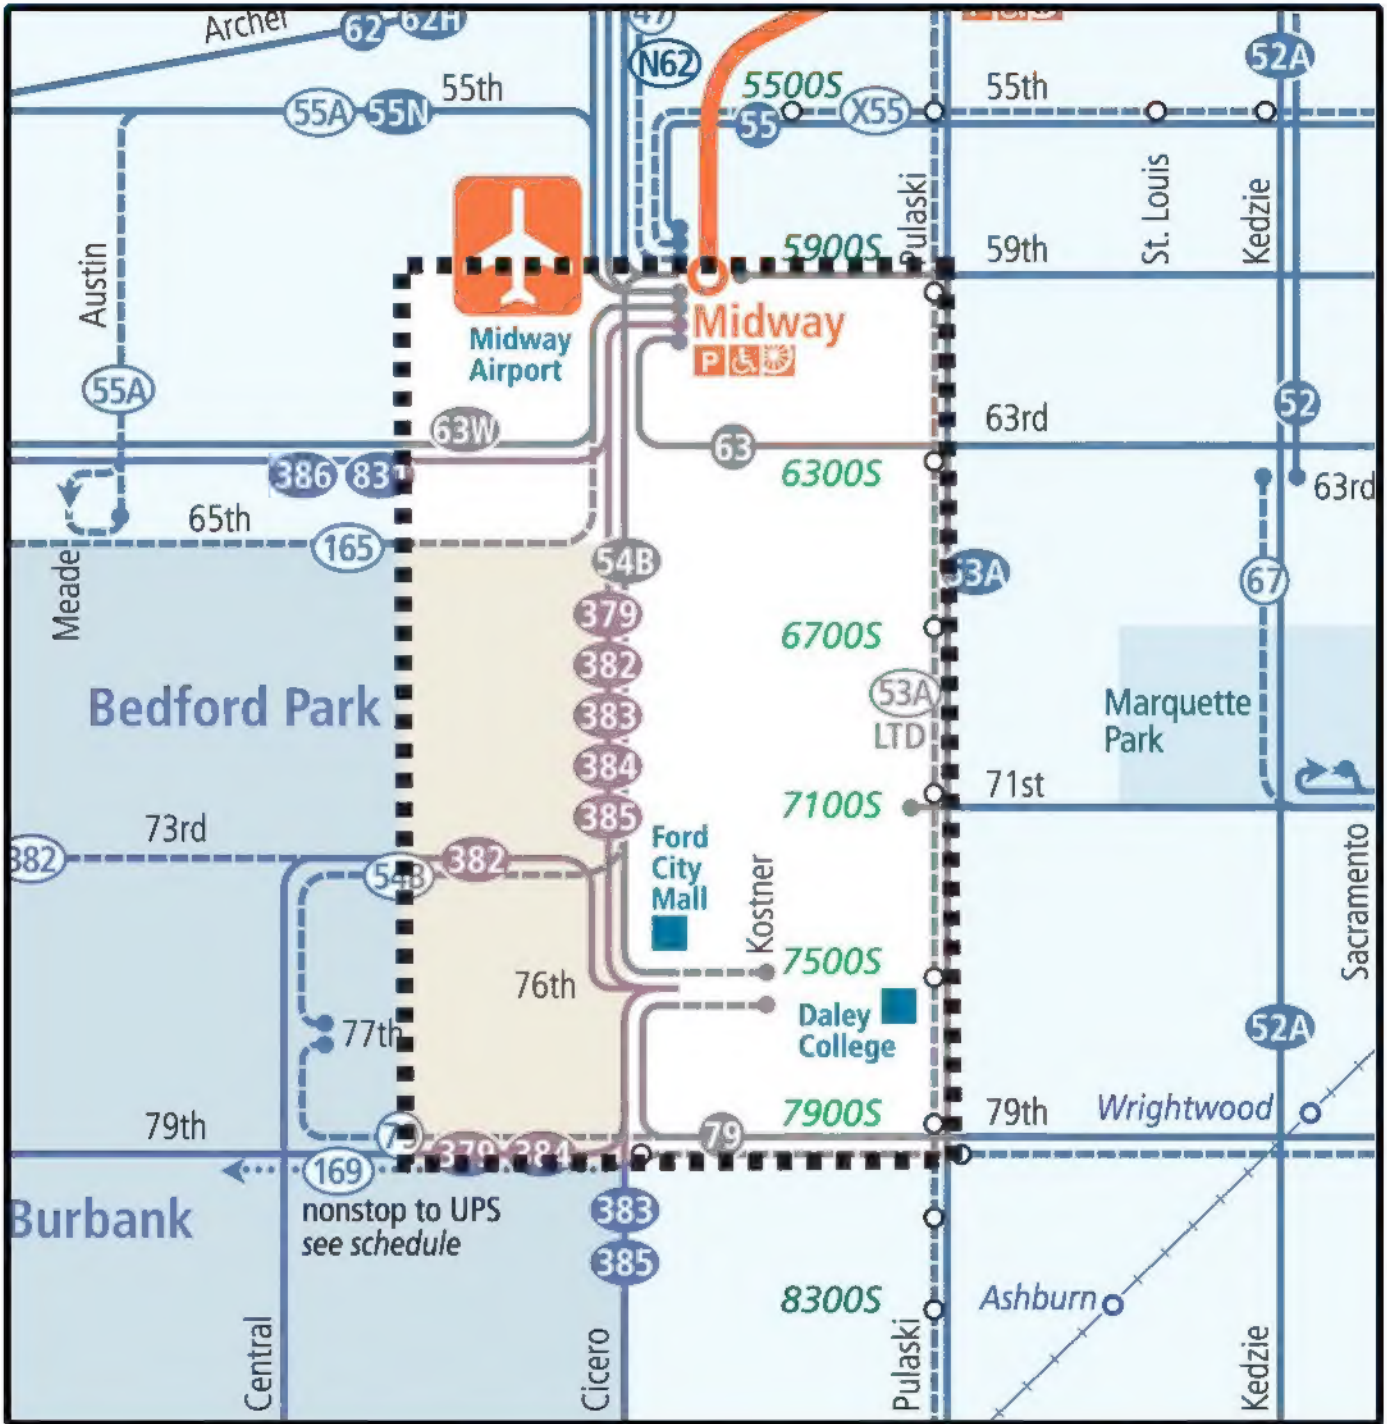 Archer
62
62H
47
N62
52A
55th
5500S
55th
55A
55N
55
X55
Pulaski
St. Louis
Kedzie
Austin
5900S
59th
Midway
Airport
Midway
P
55A
63W
63
63rd
52
386
6300S
63rd
65th
165
54B
53A
67
Meade
379
6700S
382
Bedford Park
53A
LTD
Marquette
Park
383
384
385
7100S
71st
73rd
382
382
54B
Ford
City
Mall
Kostner
Sacramento
76th
7500S
77th
Daley
College
52A
79th
7900S
79th
Wrightwood
79
379
384
169
Burbank
nonstop to UPS
see schedule
383
385
8300S
Ashburn
Central
Cicero
Pulaski
Kedzie